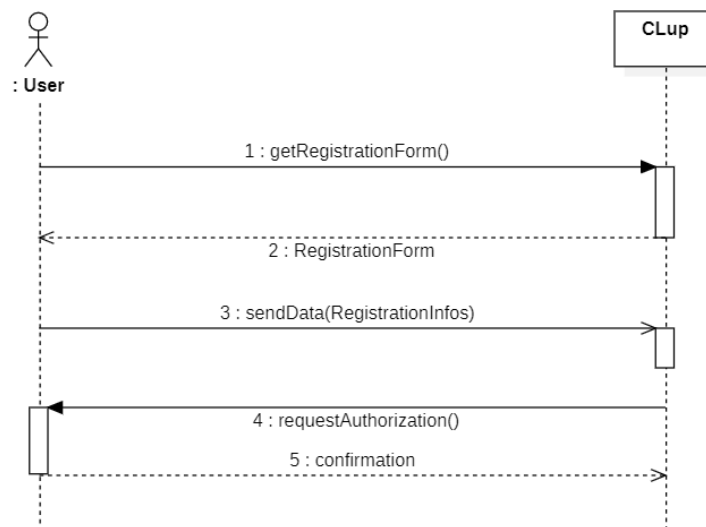 CLup
: User
1 : getRegistrationForm()
2 : RegistrationForm
3 : sendData(RegistrationInfos)
4 : requestAuthorization()
5 : confirmation